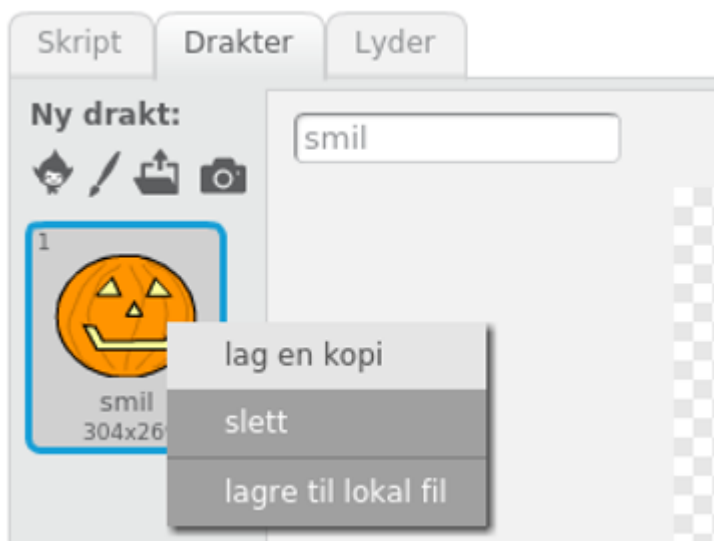 Skript Drakter Lyder
Ny drakt:
smil
1
smil
lag en kopi
slett
lagre til lokal fil